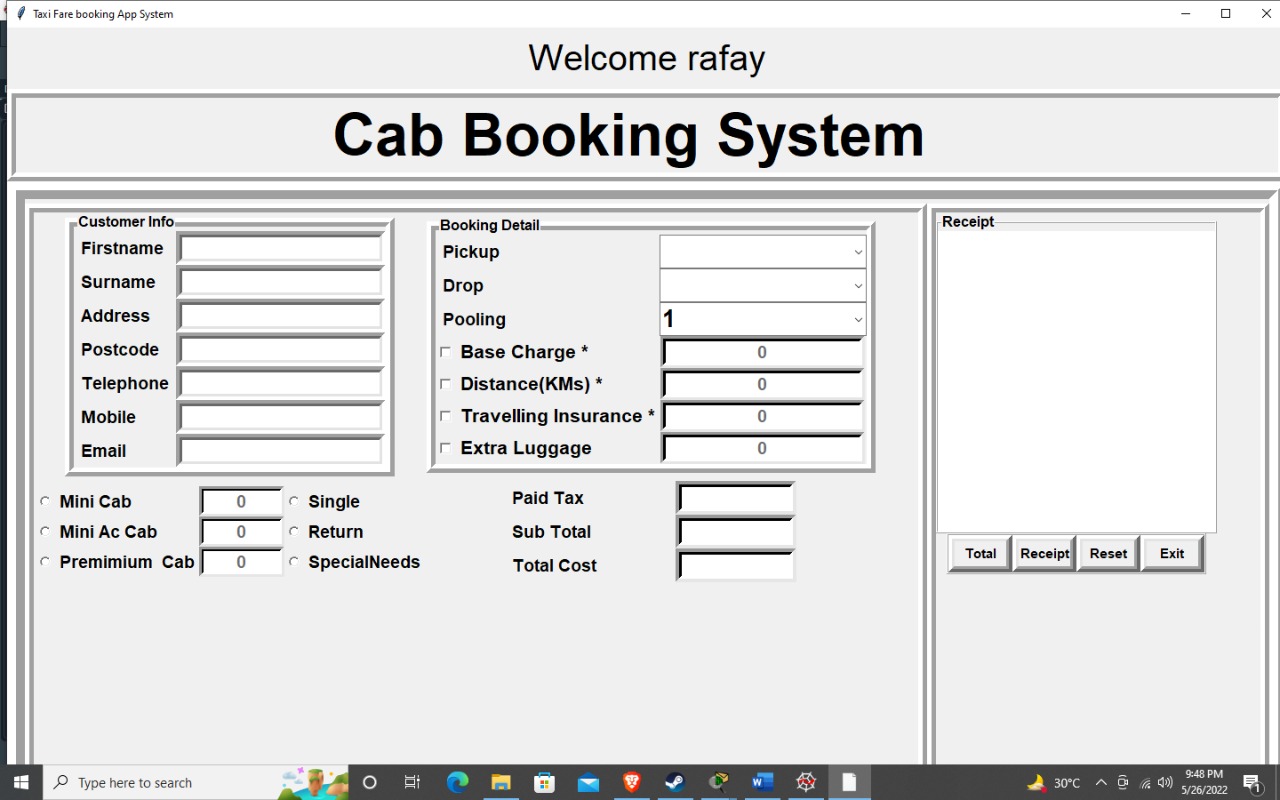 Taxi Fare booking App System
Welcome rafay
Cab Booking System
Customer Info
Firstname
Surname
Address
Postcode
Telephone
Mobile
Email
Booking Detail
Pickup
Drop
Pooling 1
Base Charge * 0
Distance(KMs) * 0
Travelling Insurance * 0
Extra Luggage 0
Receipt
Mini Cab 0 Single
Mini Ac Cab 0 Return
Premimium Cab 0 SpecialNeeds
Paid Tax
Sub Total
Total Cost
Total Receipt Reset Exit
Type here to search
30°C
9:48 PM
5/26/2022
1